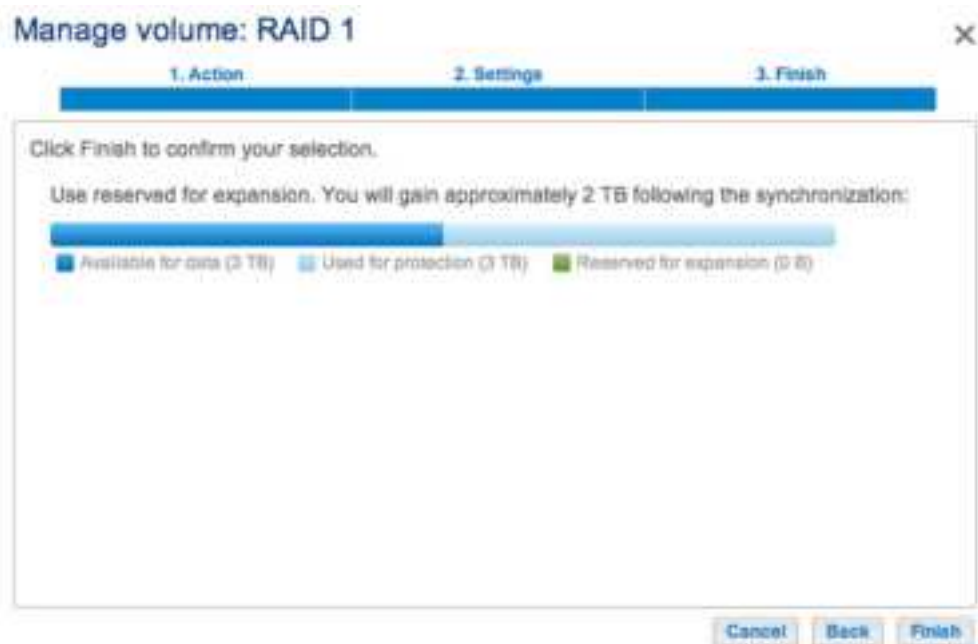 Manage volume: RAID 1
1. Action 2. Settings 3. Finish
Click Finish to confirm your selection.
Use reserved for expansion. You will gain approximately 2 TB following the synchronization:
Available for data (3 TB) Used for protection (3 TB) Reserved for expansion (0 B)
Cancel Back Finish